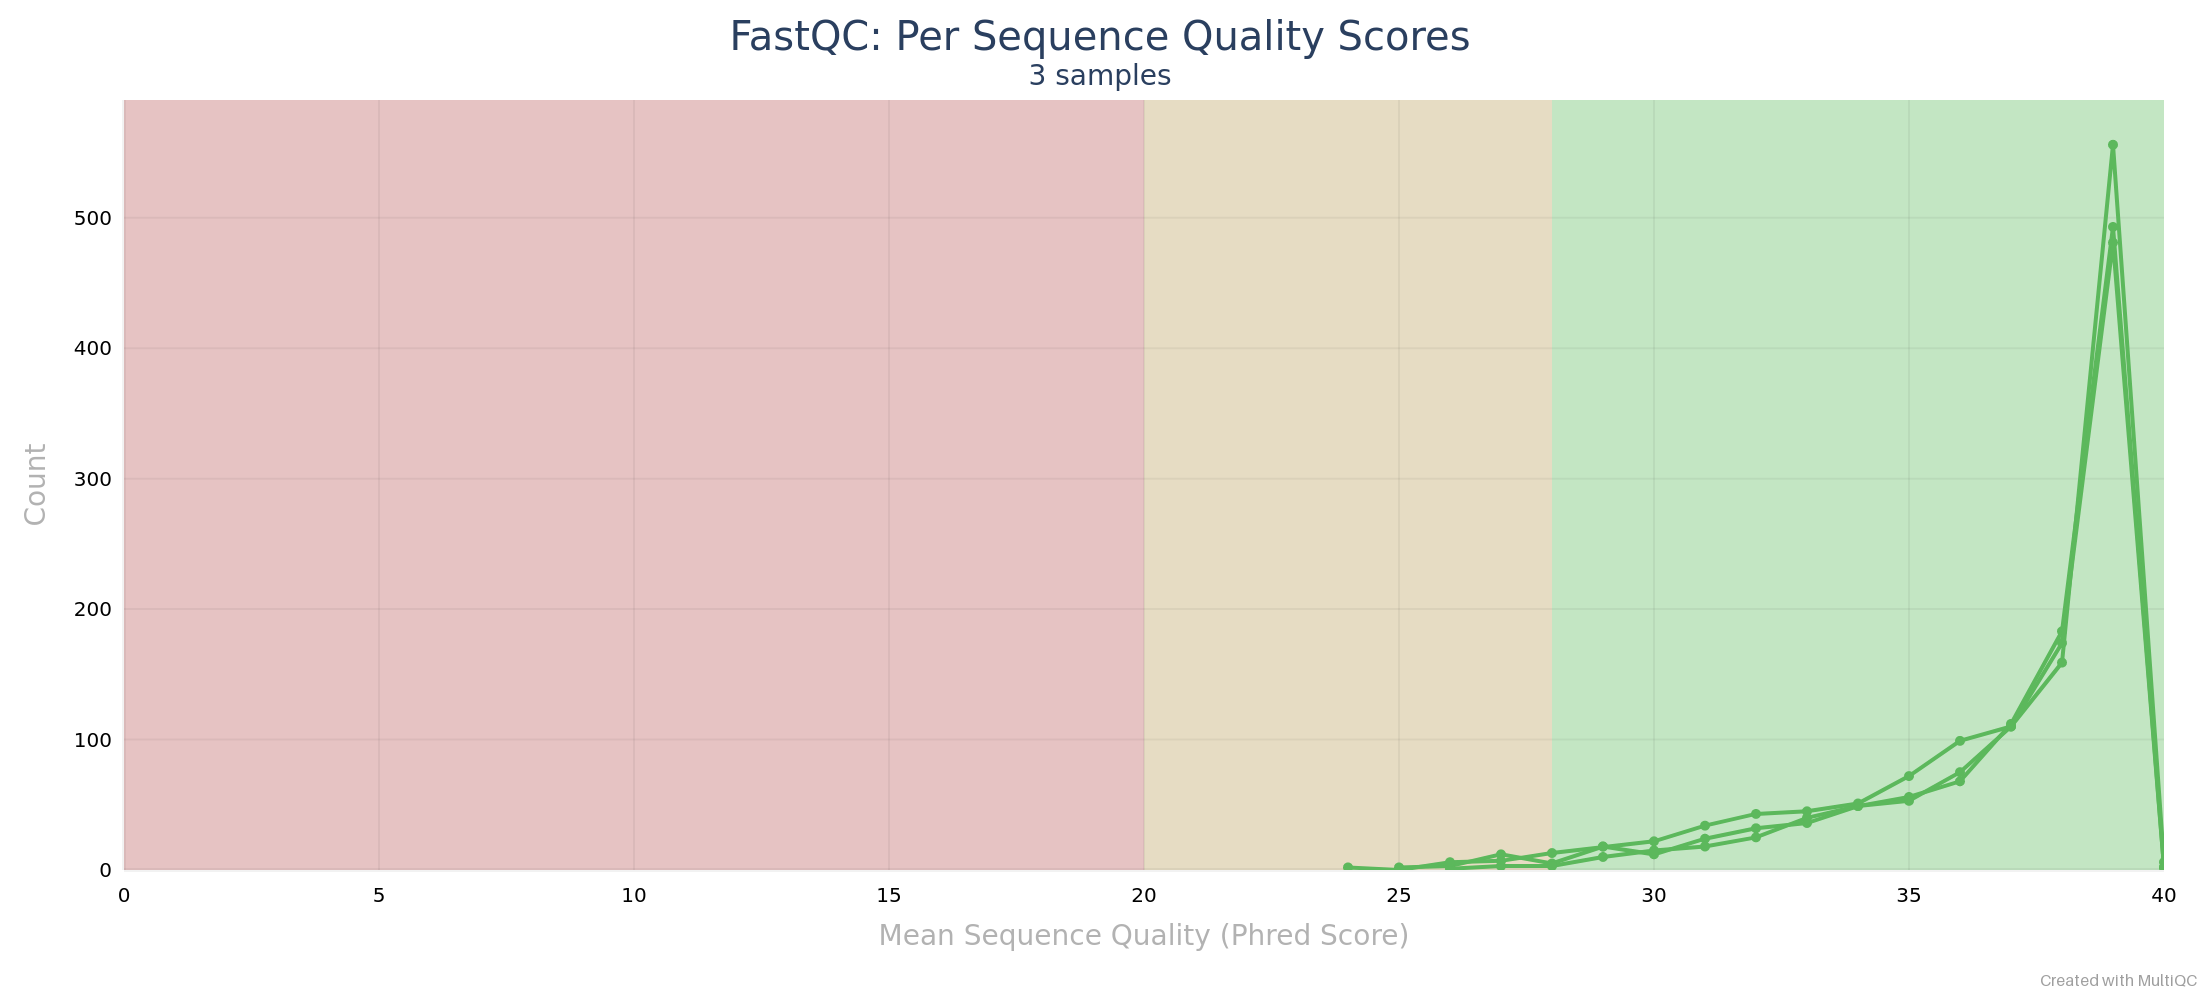 FastQC: Per Sequence Quality Scores
3 samples
500
400
300
200
100
0
Count
0 5 10 15 20 25 30 35 40
Mean Sequence Quality (Phred Score)
Created with MultiQC